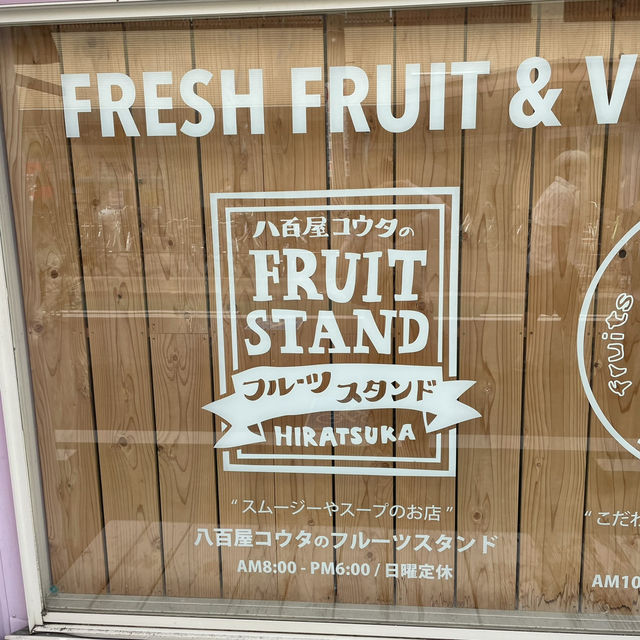 FRESH FRUIT & V
八百屋コウタの
FRUIT
STAND
フルーツ スタンド
HIRATSUKA
fruits
“スムージーやスープのお店”
八百屋コウタのフルーツスタンド
AM8:00 - PM6:00 / 日曜定休
“こだわ
AM10